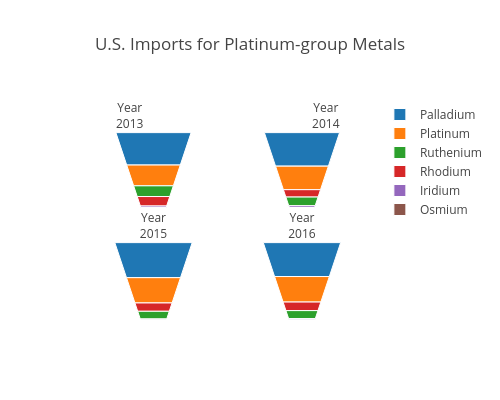 U.S. Imports for Platinum-group Metals
Year
2013
Year
2014
Year
2015
Year
2016
Palladium
Platinum
Ruthenium
Rhodium
Iridium
Osmium